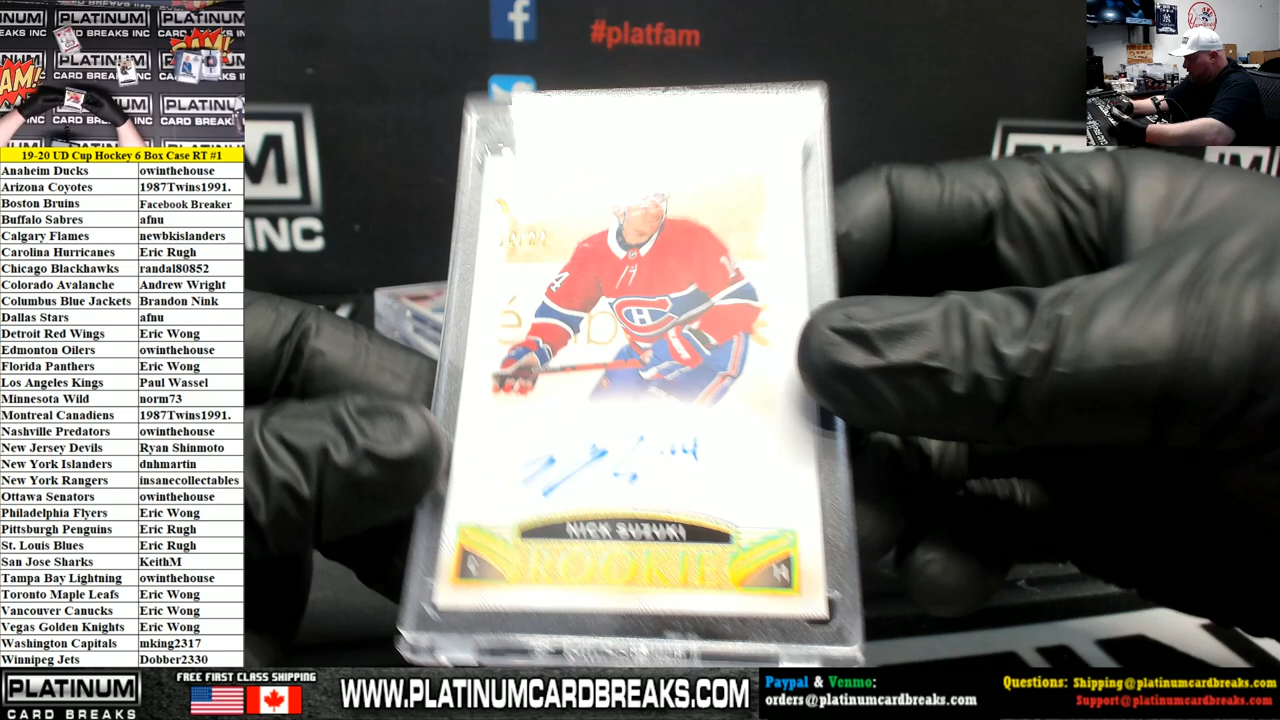 #platfam
PLATINUM
CARD BREAKS INC
19-20 UD Cup Hockey 6 Box Case RT #1
Anaheim Ducks owinthehouse
Arizona Coyotes 1987Twins1991.
Boston Bruins Facebook Breaker
Buffalo Sabres afnu
Calgary Flames newbkislanders
Carolina Hurricanes Eric Rugh
Chicago Blackhawks randal80852
Colorado Avalanche Andrew Wright
Columbus Blue Jackets Brandon Nink
Dallas Stars afnu
Detroit Red Wings Eric Wong
Edmonton Oilers owinthehouse
Florida Panthers Eric Wong
Los Angeles Kings Paul Wassel
Minnesota Wild norm73
Montreal Canadiens 1987Twins1991.
Nashville Predators owinthehouse
New Jersey Devils Ryan Shinmoto
New York Islanders dnhmartin
New York Rangers insanecollectables
Ottawa Senators owinthehouse
Philadelphia Flyers Eric Wong
Pittsburgh Penguins Eric Rugh
St. Louis Blues Eric Rugh
San Jose Sharks KeithM
Tampa Bay Lightning owinthehouse
Toronto Maple Leafs Eric Wong
Vancouver Canucks Eric Wong
Vegas Golden Knights Eric Wong
Washington Capitals mking2317
Winnipeg Jets Dobber2330
NICK SUZUKI
ROOKIE
14
PLATINUM
CARD BREAKS
FREE FIRST CLASS SHIPPING
WWW.PLATINUMCARDBREAKS.COM
Paypal & Venmo:
orders@platinumcardbreaks.com
Questions: Shipping@platinumcardbreaks.com
Support@platinumcardbreaks.com